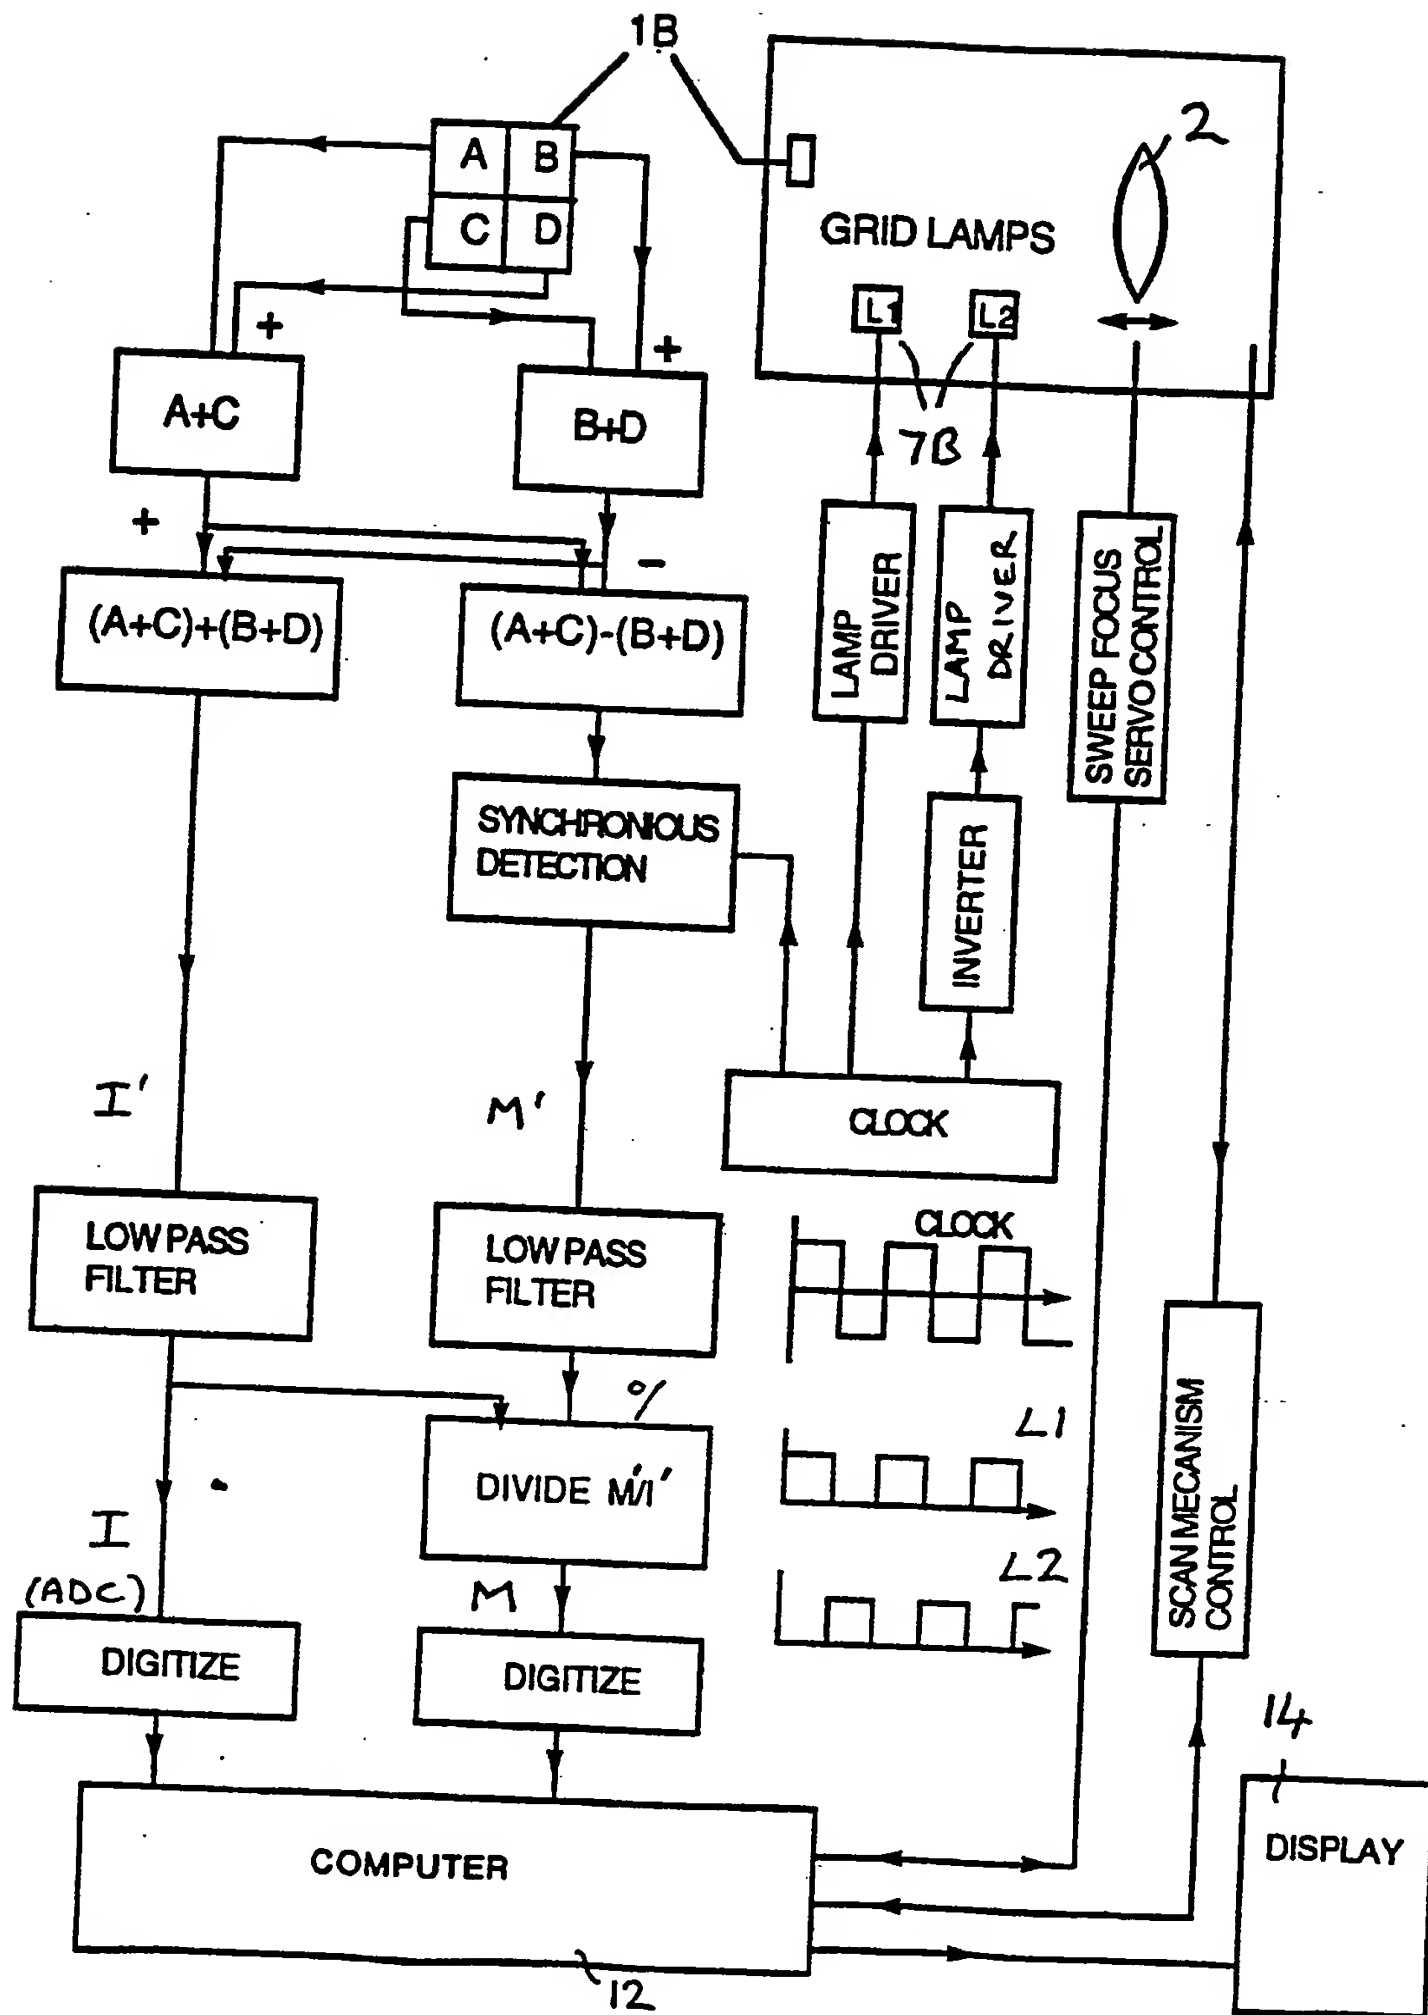 1B
A B
C D
2
GRID LAMPS
L1
L2
+
+
A+C
B+D
7B
+
-
(A+C)+(B+D)
(A+C)-(B+D)
LAMP
DRIVER
LAMP
DRIVER
SWEEP FOCUS
SERVO CONTROL
SYNCHRONIOUS
DETECTION
INVERTER
I'
M'
CLOCK
LOW PASS
FILTER
LOW PASS
FILTER
CLOCK
%
DIVIDE M'/I'
L1
SCAN MECANISM
CONTROL
I
(ADC)
M
L2
DIGITIZE
DIGITIZE
14
DISPLAY
COMPUTER
12